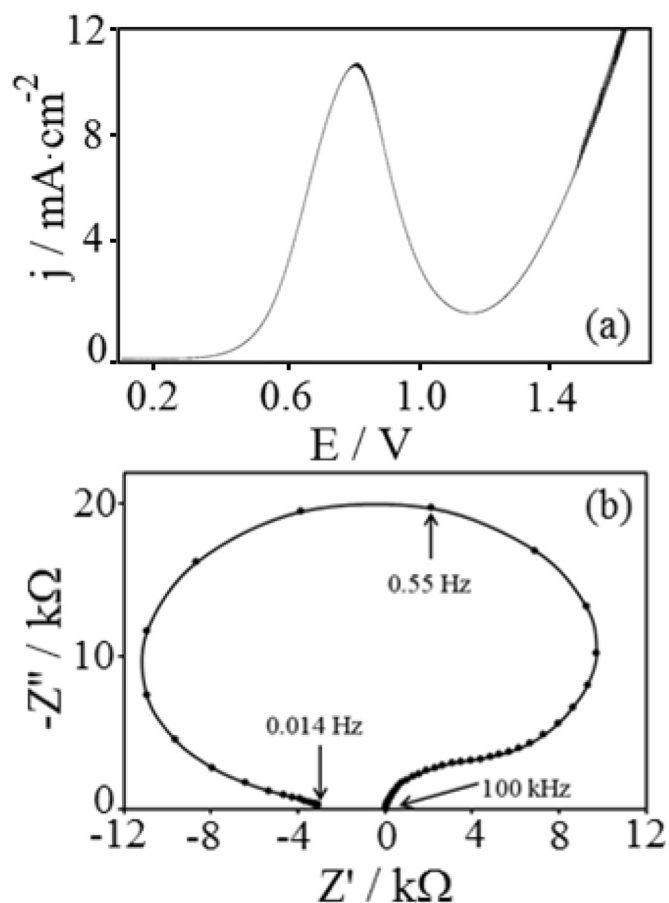 12
8
4
0
j / mA·cm-2
(a)
0.2 0.6 1.0 1.4
E / V
(b)
20
10
0
-Z'' / kΩ
0.55 Hz
0.014 Hz
100 kHz
-12 -8 -4 0 4 8 12
Z' / kΩ